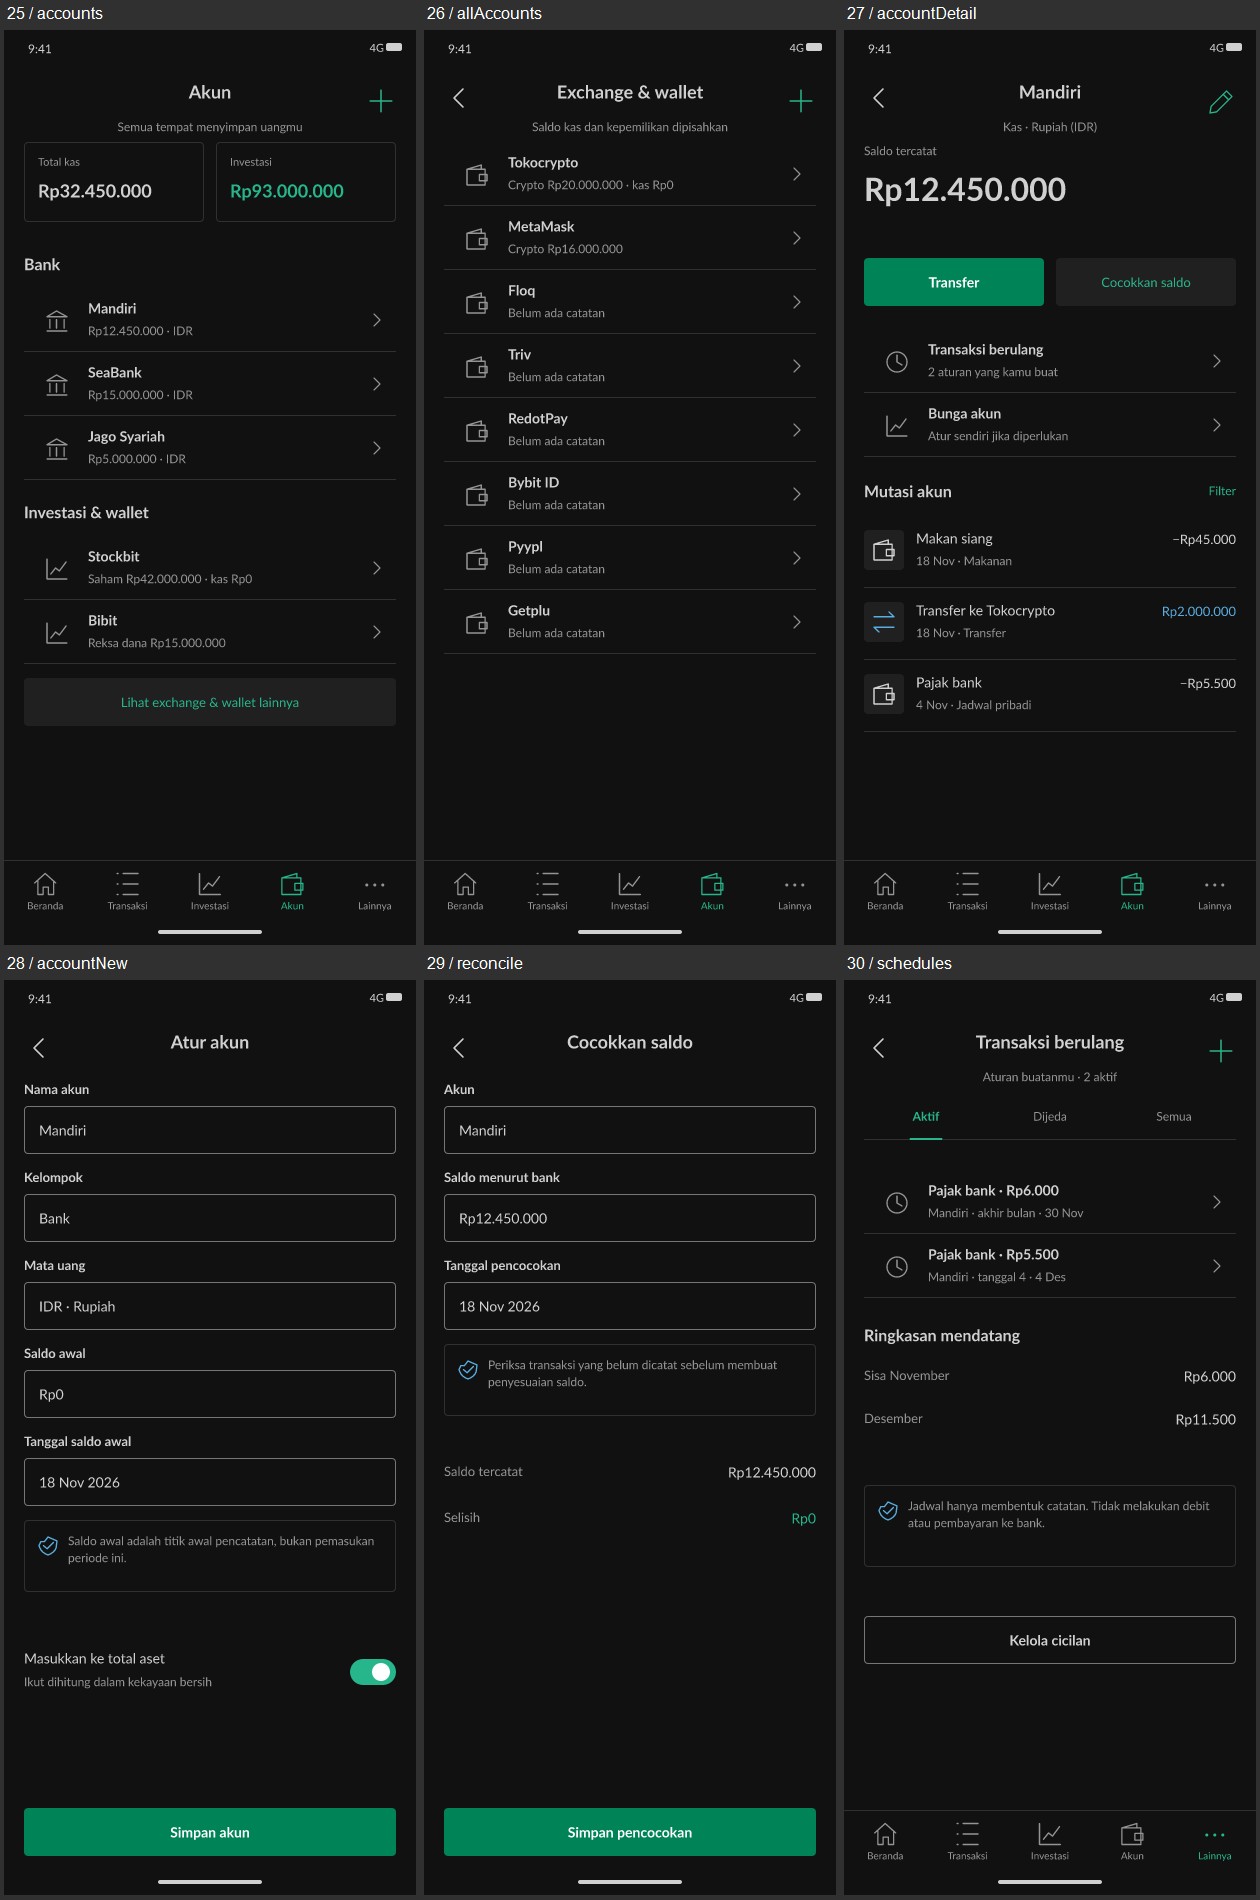 25 / accounts
9:41
4G
Akun
Semua tempat menyimpan uangmu
Total kas
Rp32.450.000
Investasi
Rp93.000.000
Bank
Mandiri
Rp12.450.000 · IDR
SeaBank
Rp15.000.000 · IDR
Jago Syariah
Rp5.000.000 · IDR
Investasi & wallet
Stockbit
Saham Rp42.000.000 · kas Rp0
Bibit
Reksa dana Rp15.000.000
Lihat exchange & wallet lainnya
Beranda
Transaksi
Investasi
Akun
Lainnya
26 / allAccounts
9:41
4G
Exchange & wallet
Saldo kas dan kepemilikan dipisahkan
Tokocrypto
Crypto Rp20.000.000 · kas Rp0
MetaMask
Crypto Rp16.000.000
Floq
Belum ada catatan
Triv
Belum ada catatan
RedotPay
Belum ada catatan
Bybit ID
Belum ada catatan
Pyypl
Belum ada catatan
Getplu
Belum ada catatan
Beranda
Transaksi
Investasi
Akun
Lainnya
27 / accountDetail
9:41
4G
Mandiri
Kas · Rupiah (IDR)
Saldo tercatat
Rp12.450.000
Transfer
Cocokkan saldo
Transaksi berulang
2 aturan yang kamu buat
Bunga akun
Atur sendiri jika diperlukan
Mutasi akun
Filter
Makan siang
−Rp45.000
18 Nov · Makanan
Transfer ke Tokocrypto
Rp2.000.000
18 Nov · Transfer
Pajak bank
−Rp5.500
4 Nov · Jadwal pribadi
Beranda
Transaksi
Investasi
Akun
Lainnya
28 / accountNew
9:41
4G
Atur akun
Nama akun
Mandiri
Kelompok
Bank
Mata uang
IDR · Rupiah
Saldo awal
Rp0
Tanggal saldo awal
18 Nov 2026
Saldo awal adalah titik awal pencatatan, bukan pemasukan
periode ini.
Masukkan ke total aset
Ikut dihitung dalam kekayaan bersih
Simpan akun
29 / reconcile
9:41
4G
Cocokkan saldo
Akun
Mandiri
Saldo menurut bank
Rp12.450.000
Tanggal pencocokan
18 Nov 2026
Periksa transaksi yang belum dicatat sebelum membuat
penyesuaian saldo.
Saldo tercatat
Rp12.450.000
Selisih
Rp0
Simpan pencocokan
30 / schedules
9:41
4G
Transaksi berulang
Aturan buatanmu · 2 aktif
Aktif
Dijeda
Semua
Pajak bank · Rp6.000
Mandiri · akhir bulan · 30 Nov
Pajak bank · Rp5.500
Mandiri · tanggal 4 · 4 Des
Ringkasan mendatang
Sisa November
Rp6.000
Desember
Rp11.500
Jadwal hanya membentuk catatan. Tidak melakukan debit
atau pembayaran ke bank.
Kelola cicilan
Beranda
Transaksi
Investasi
Akun
Lainnya